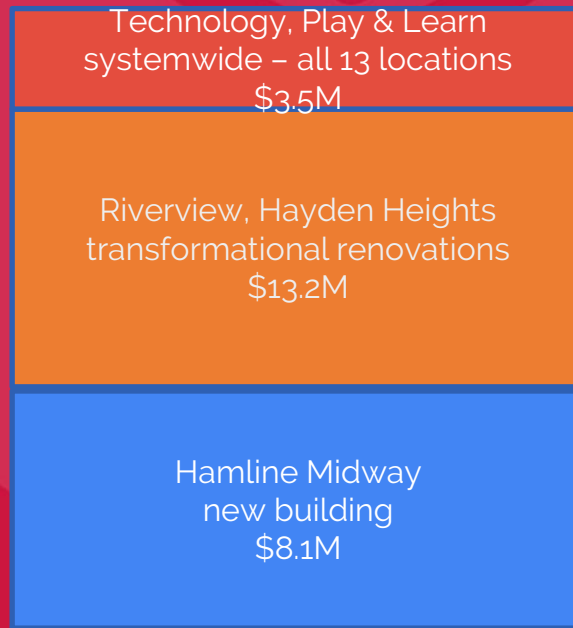 Technology, Play & Learn
systemwide – all 13 locations
$3.5M
Riverview, Hayden Heights
transformational renovations
$13.2M
Hamline Midway
new building
$8.1M